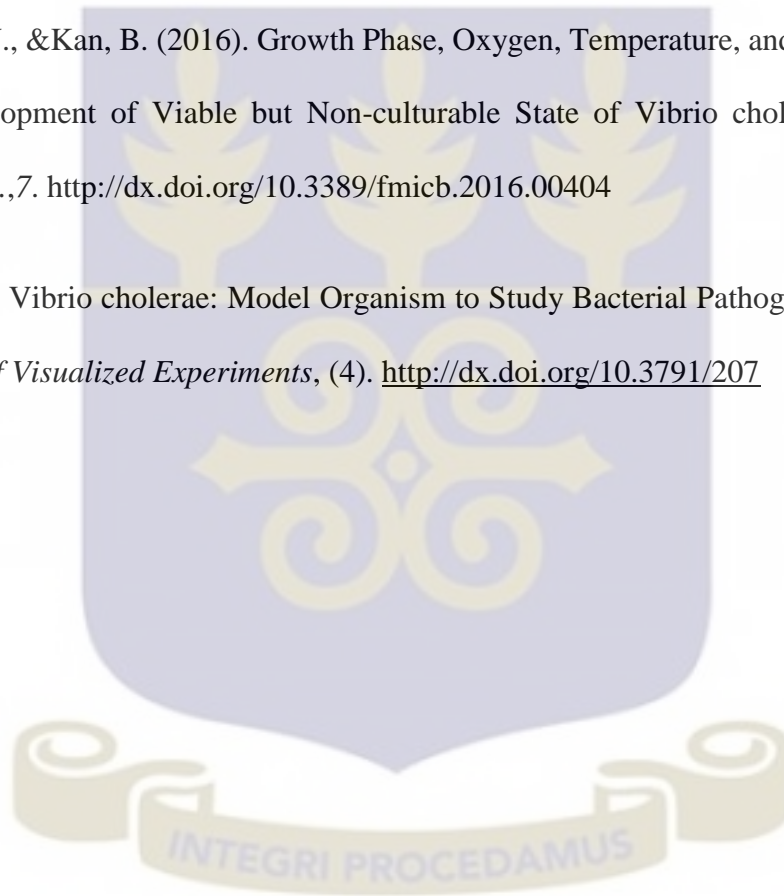 ., &Kan, B. (2016). Growth Phase, Oxygen, Temperature, and
opment of Viable but Non-culturable State of Vibrio chol
.,7. http://dx.doi.org/10.3389/fmicb.2016.00404
Vibrio cholerae: Model Organism to Study Bacterial Pathog
f Visualized Experiments, (4). http://dx.doi.org/10.3791/207
INTEGRI PROCEDAMUS